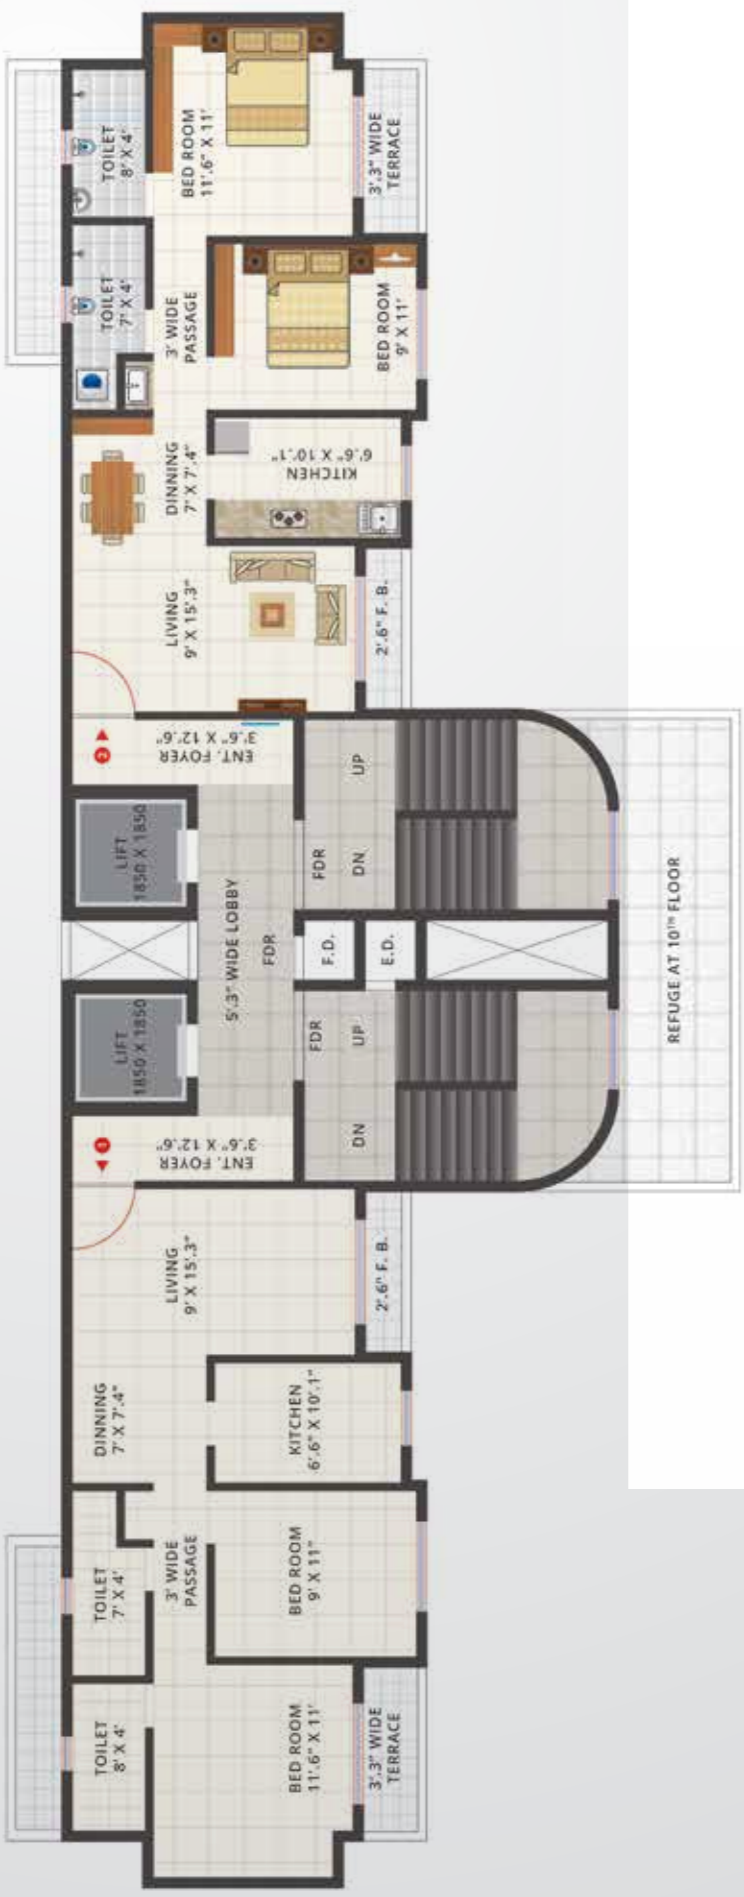 TOILET
8' X 4'
BED ROOM
11'.6" X 11'
3'.3" WIDE
TERRACE
TOILET
7' X 4'
3' WIDE
PASSAGE
BED ROOM
9' X 11'
DINNING
7' X 7'.4"
KITCHEN
6'.6" X 10'.1"
LIVING
9' X 15'.3"
2'.6" F. B.
2
ENT. FOYER
3'.6" X 12'.6"
UP
LIFT
1850 X 1850
FDR
DN
5'.3" WIDE LOBBY
FDR
F.D.
E.D.
REFUGE AT 10TH FLOOR
LIFT
1850 X 1850
FDR
UP
DN
1
ENT. FOYER
3'.6" X 12'.6"
LIVING
9' X 15'.3"
2'.6" F. B.
DINNING
7' X 7'.4"
KITCHEN
6'.6" X 10'.1"
TOILET
7' X 4'
3' WIDE
PASSAGE
BED ROOM
9' X 11"
TOILET
8' X 4'
BED ROOM
11'.6" X 11'
3'.3" WIDE
TERRACE